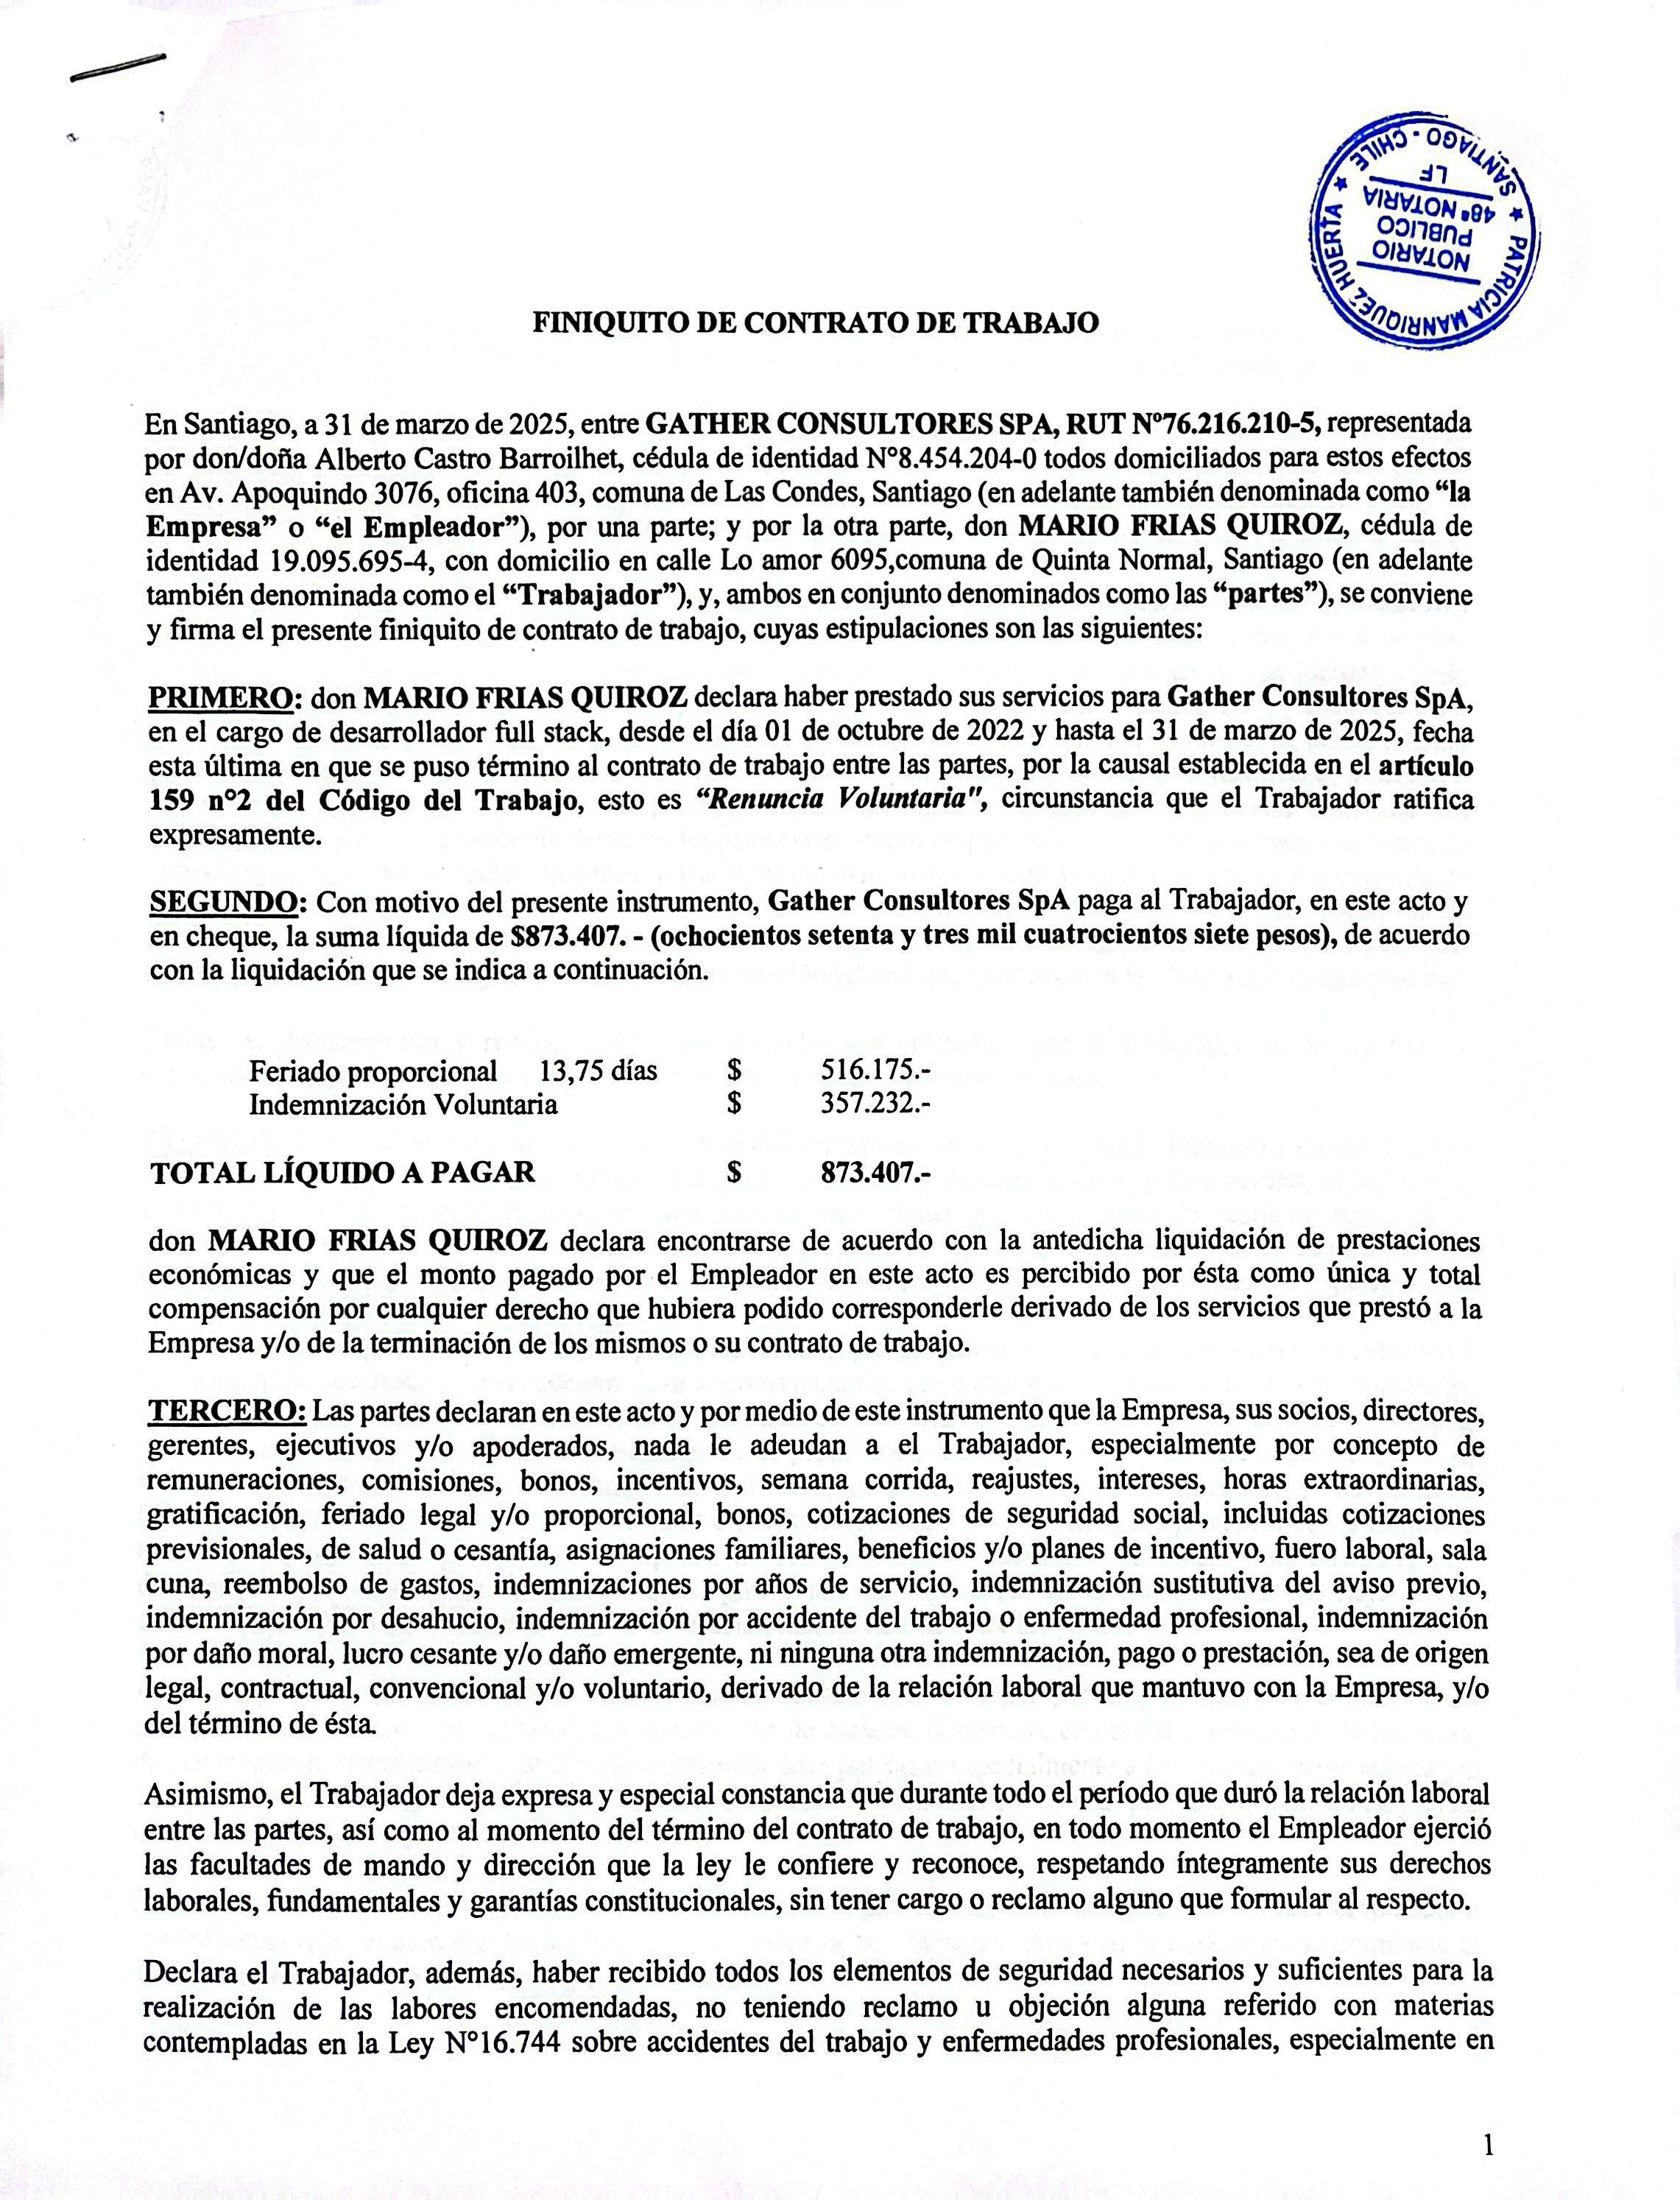 PATRICIA MANRIQUEZ HUERTA
SANTIAGO - CHILE
NOTARIO
PUBLICO
48ª NOTARIA
LF
FINIQUITO DE CONTRATO DE TRABAJO
En Santiago, a 31 de marzo de 2025, entre GATHER CONSULTORES SPA, RUT Nº76.216.210-5, representada
por don/doña Alberto Castro Barroilhet, cédula de identidad N°8.454.204-0 todos domiciliados para estos efectos
en Av. Apoquindo 3076, oficina 403, comuna de Las Condes, Santiago (en adelante también denominada como “la
Empresa” o “el Empleador”), por una parte; y por la otra parte, don MARIO FRIAS QUIROZ, cédula de
identidad 19.095.695-4, con domicilio en calle Lo amor 6095,comuna de Quinta Normal, Santiago (en adelante
también denominada como el “Trabajador”), y, ambos en conjunto denominados como las “partes”), se conviene
y firma el presente finiquito de contrato de trabajo, cuyas estipulaciones son las siguientes:
PRIMERO: don MARIO FRIAS QUIROZ declara haber prestado sus servicios para Gather Consultores SpA,
en el cargo de desarrollador full stack, desde el día 01 de octubre de 2022 y hasta el 31 de marzo de 2025, fecha
esta última en que se puso término al contrato de trabajo entre las partes, por la causal establecida en el artículo
159 nº2 del Código del Trabajo, esto es “Renuncia Voluntaria", circunstancia que el Trabajador ratifica
expresamente.
SEGUNDO: Con motivo del presente instrumento, Gather Consultores SpA paga al Trabajador, en este acto y
en cheque, la suma líquida de $873.407. - (ochocientos setenta y tres mil cuatrocientos siete pesos), de acuerdo
con la liquidación que se indica a continuación.
Feriado proporcional 13,75 días $ 516.175.-
Indemnización Voluntaria $ 357.232.-
TOTAL LÍQUIDO A PAGAR $ 873.407.-
don MARIO FRIAS QUIROZ declara encontrarse de acuerdo con la antedicha liquidación de prestaciones
económicas y que el monto pagado por el Empleador en este acto es percibido por ésta como única y total
compensación por cualquier derecho que hubiera podido corresponderle derivado de los servicios que prestó a la
Empresa y/o de la terminación de los mismos o su contrato de trabajo.
TERCERO: Las partes declaran en este acto y por medio de este instrumento que la Empresa, sus socios, directores,
gerentes, ejecutivos y/o apoderados, nada le adeudan a el Trabajador, especialmente por concepto de
remuneraciones, comisiones, bonos, incentivos, semana corrida, reajustes, intereses, horas extraordinarias,
gratificación, feriado legal y/o proporcional, bonos, cotizaciones de seguridad social, incluidas cotizaciones
previsionales, de salud o cesantía, asignaciones familiares, beneficios y/o planes de incentivo, fuero laboral, sala
cuna, reembolso de gastos, indemnizaciones por años de servicio, indemnización sustitutiva del aviso previo,
indemnización por desahucio, indemnización por accidente del trabajo o enfermedad profesional, indemnización
por daño moral, lucro cesante y/o daño emergente, ni ninguna otra indemnización, pago o prestación, sea de origen
legal, contractual, convencional y/o voluntario, derivado de la relación laboral que mantuvo con la Empresa, y/o
del término de ésta.
Asimismo, el Trabajador deja expresa y especial constancia que durante todo el período que duró la relación laboral
entre las partes, así como al momento del término del contrato de trabajo, en todo momento el Empleador ejerció
las facultades de mando y dirección que la ley le confiere y reconoce, respetando íntegramente sus derechos
laborales, fundamentales y garantías constitucionales, sin tener cargo o reclamo alguno que formular al respecto.
Declara el Trabajador, además, haber recibido todos los elementos de seguridad necesarios y suficientes para la
realización de las labores encomendadas, no teniendo reclamo u objeción alguna referido con materias
contempladas en la Ley N°16.744 sobre accidentes del trabajo y enfermedades profesionales, especialmente en
1